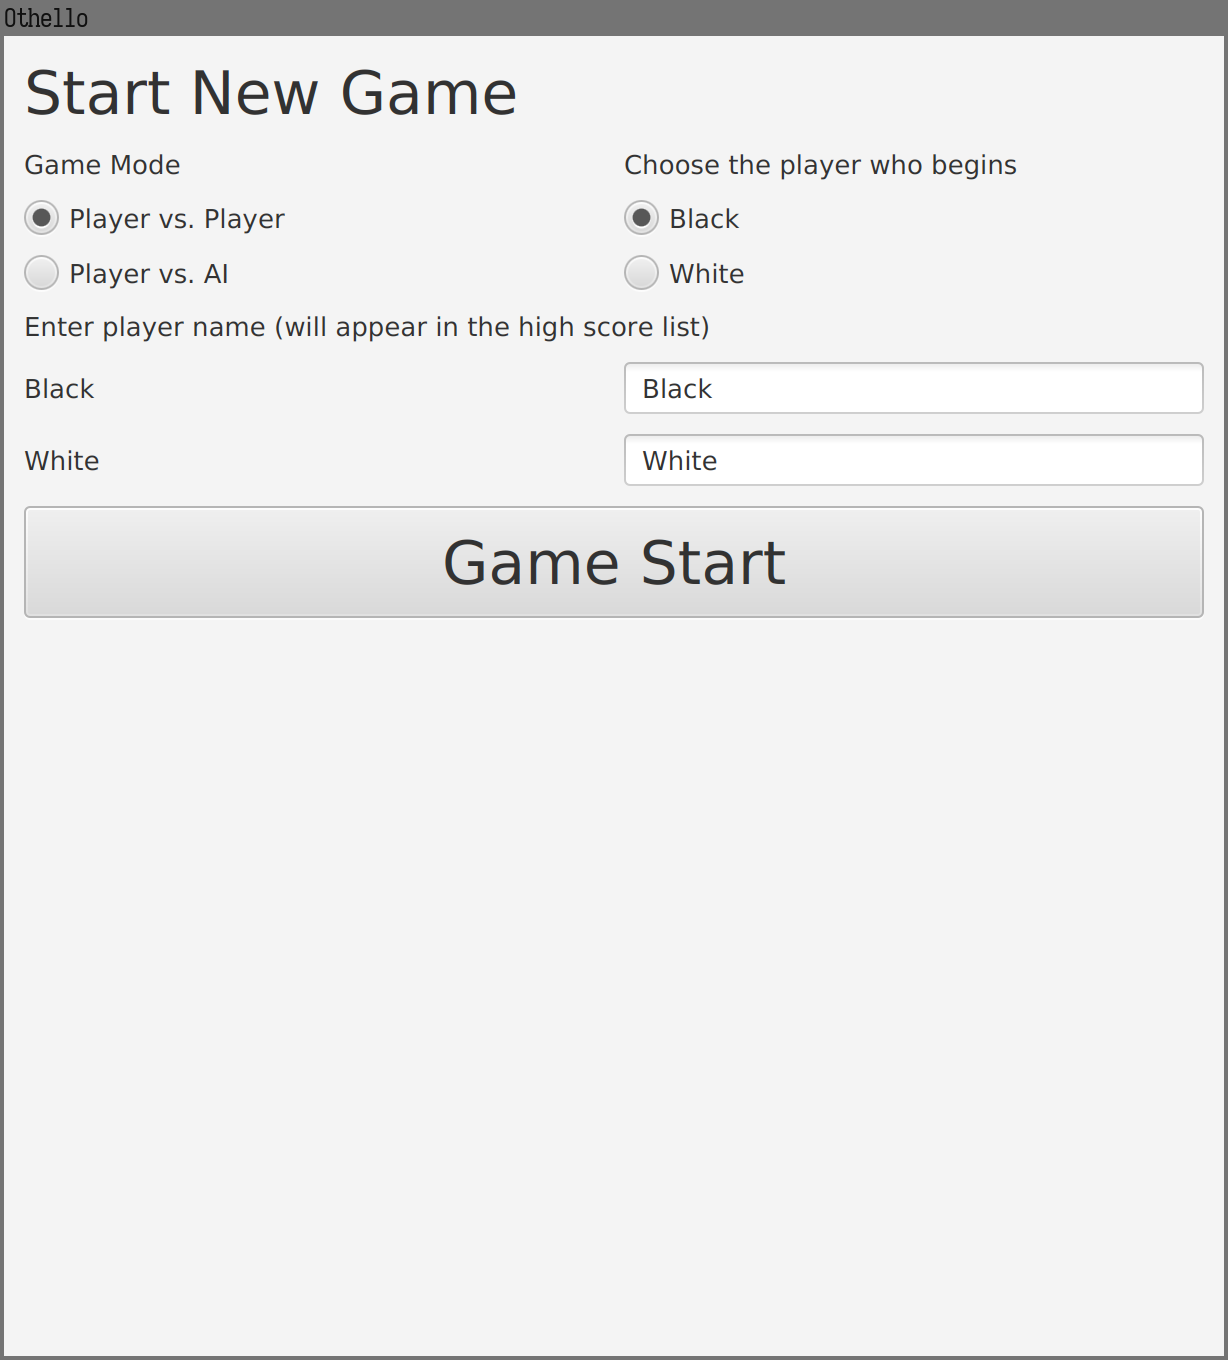 Othello
Start New Game
Game Mode
Choose the player who begins
Player vs. Player
Black
Player vs. AI
White
Enter player name (will appear in the high score list)
Black
Black
White
White
Game Start